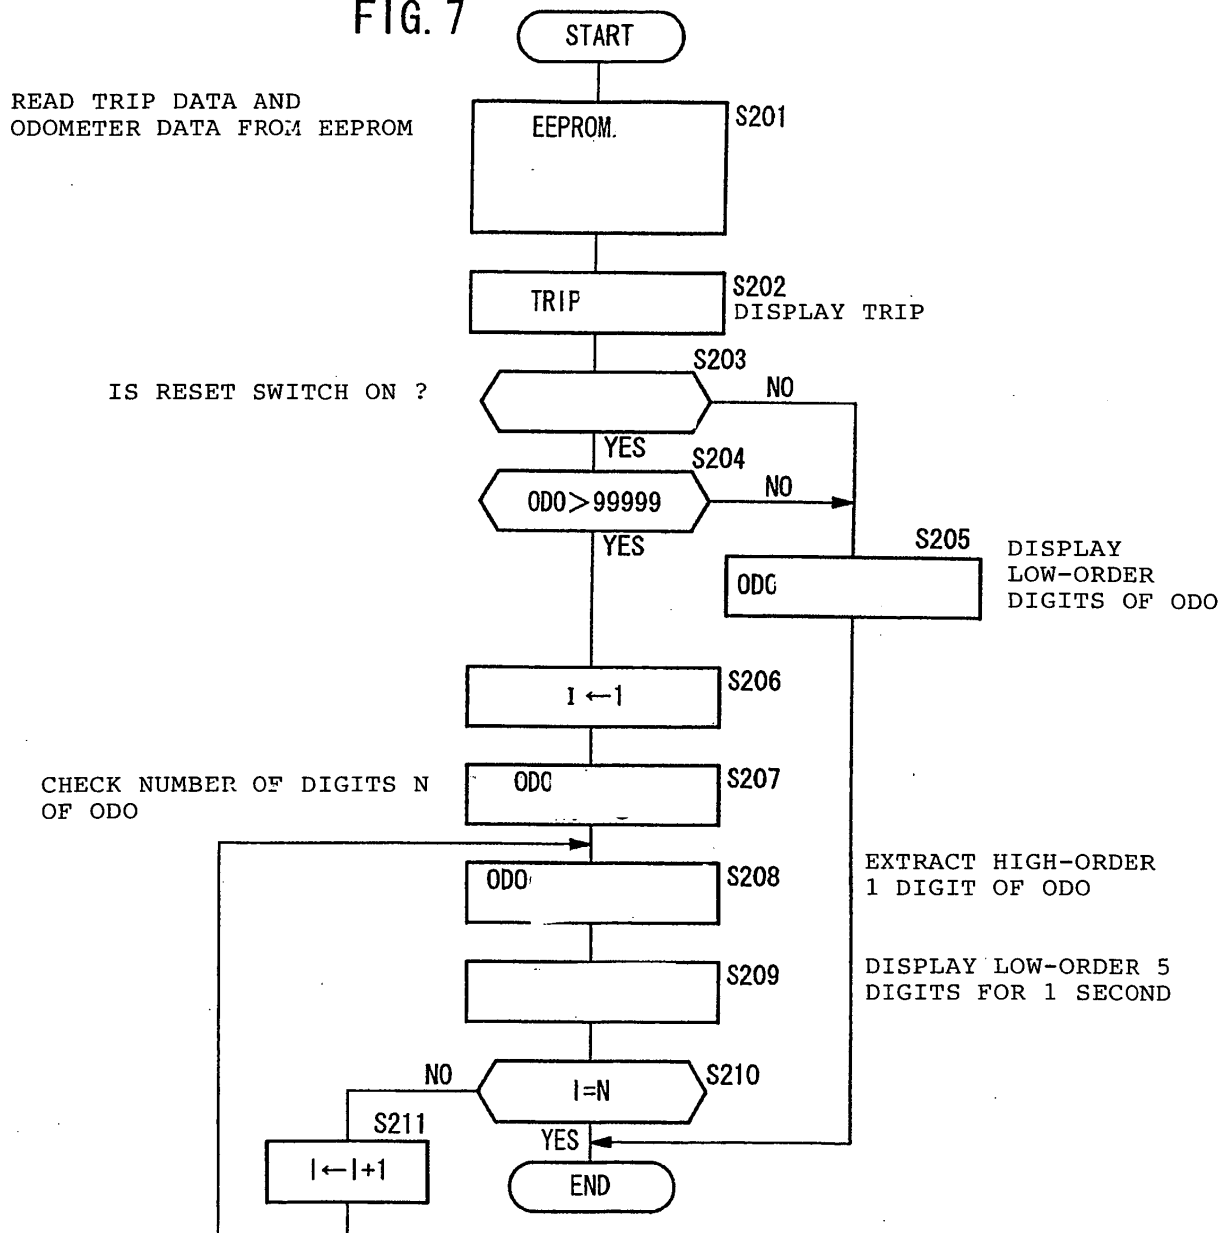 FIG. 7
START
READ TRIP DATA AND
ODOMETER DATA FROM EEPROM
EEPROM.
S201
TRIP
S202
DISPLAY TRIP
S203
IS RESET SWITCH ON ?
NO
YES
S204
ODO>99999
NO
YES
S205
DISPLAY
LOW-ORDER
DIGITS OF ODO
ODO
S206
I ←1
CHECK NUMBER OF DIGITS N
OF ODO
ODO
S207
ODO
S208
EXTRACT HIGH-ORDER
1 DIGIT OF ODO
S209
DISPLAY LOW-ORDER 5
DIGITS FOR 1 SECOND
NO
I=N
S210
S211
YES
I←I+1
END